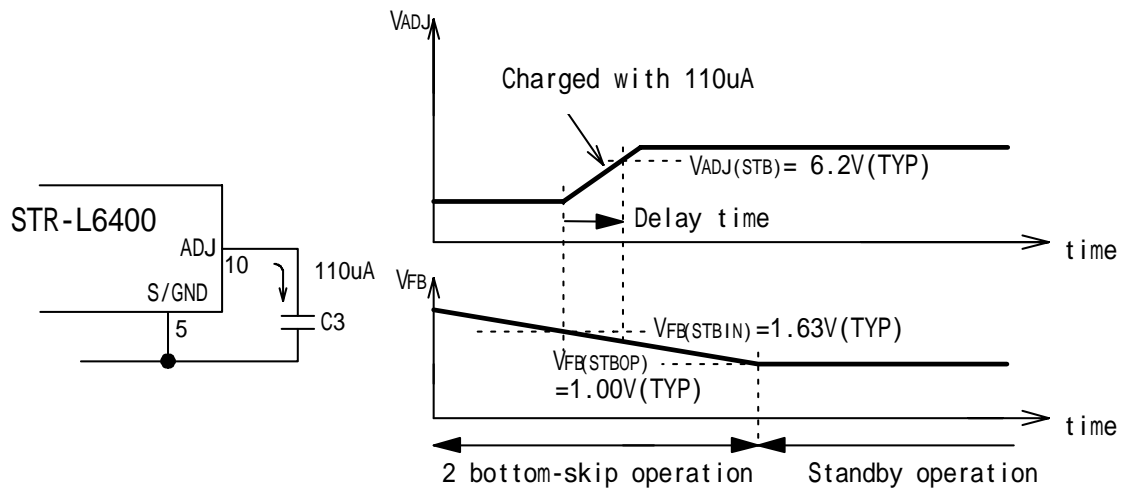 VADJ
Charged with 110uA
VADJ(STB)= 6.2V(TYP)
Delay time
time
STR-L6400
ADJ
10
110uA
S/GND
5
C3
VFB
VFB(STBIN)=1.63V(TYP)
VFB(STBOP)
=1.00V(TYP)
time
2 bottom-skip operation
Standby operation